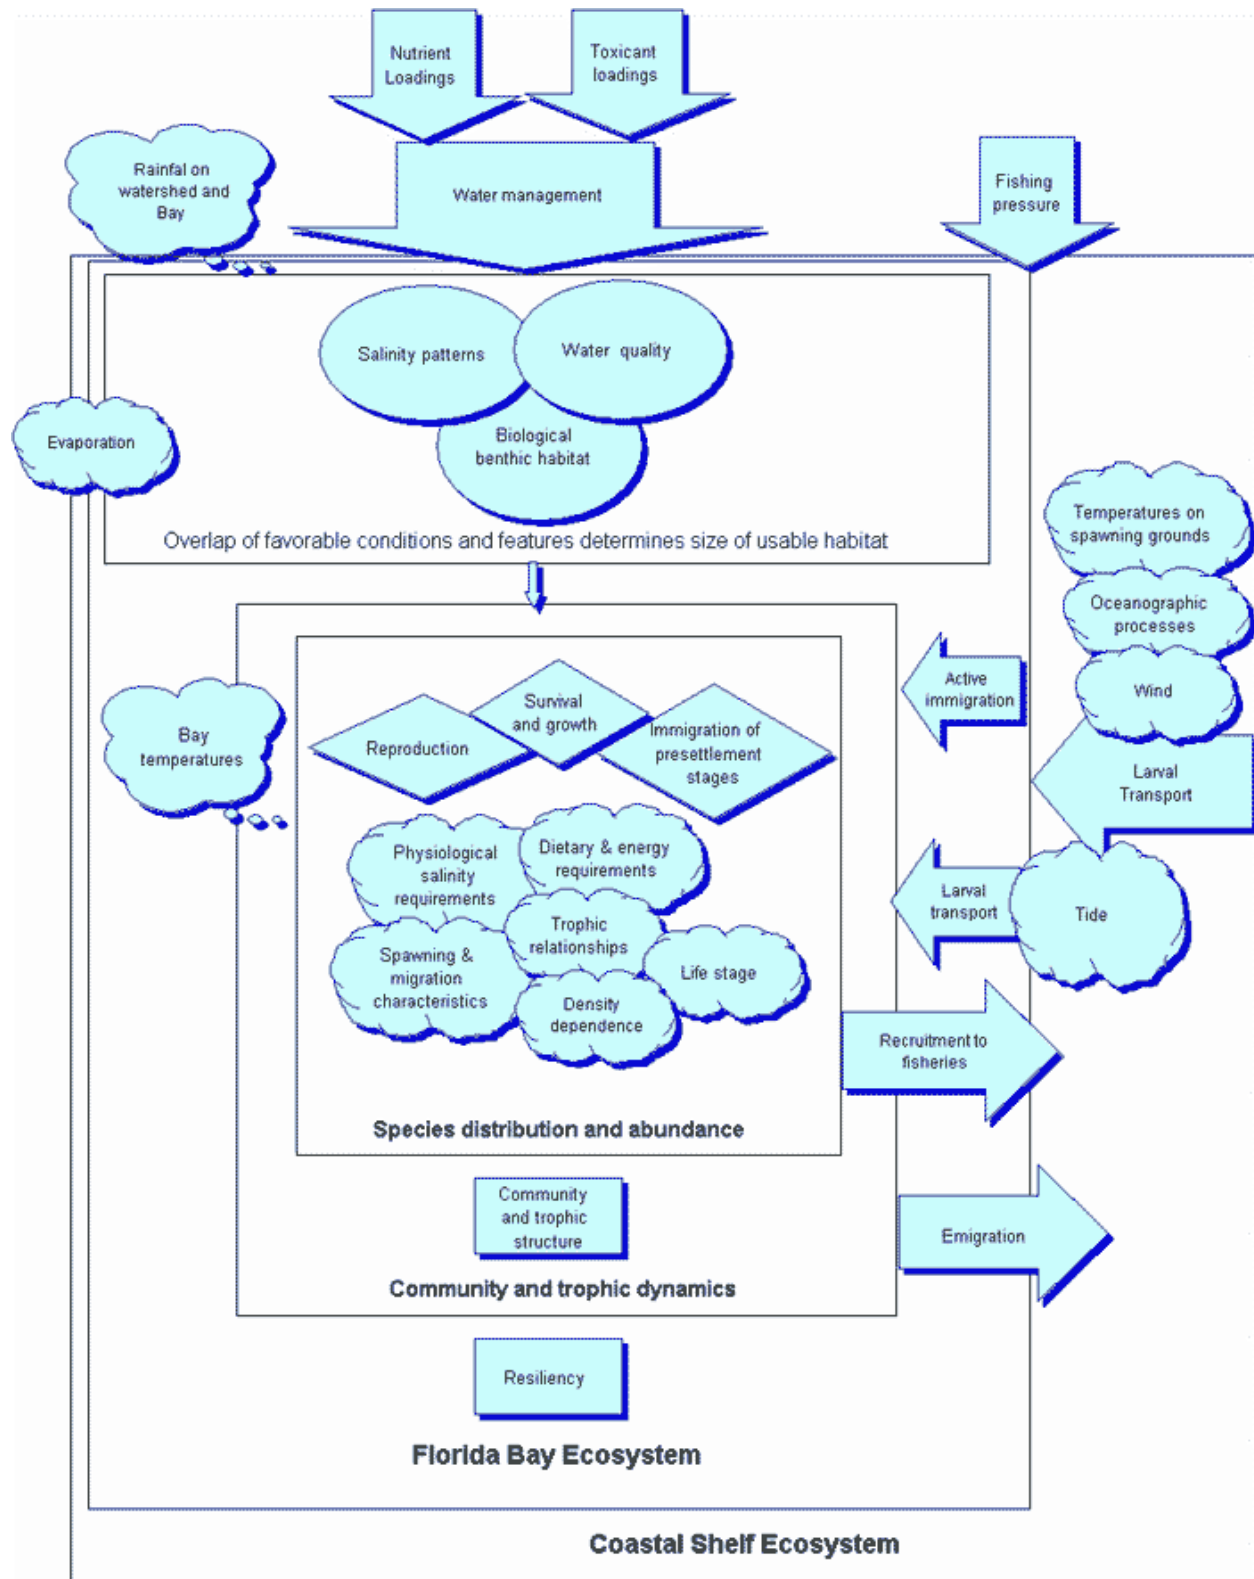 Nutrient
Loadings
Toxicant
loadings
Rainfal on
watershed and
Bay
Water management
Fishing
pressure
Salinity patterns
Water quality
Biological
benthic habitat
Evaporation
Overlap of favorable conditions and features determines size of usable habitat
Temperatures on
spawning grounds
Oceanographic
processes
Wind
Active
immigration
Larval
Transport
Bay
temperatures
Reproduction
Survival
and growth
Immigration of
presettlement
stages
Physiological
salinity
requirements
Dietary & energy
requirements
Trophic
relationships
Spawning &
migration
characteristics
Life stage
Density
dependence
Larval
transport
Tide
Recruitment to
fisheries
Species distribution and abundance
Community
and trophic
structure
Emigration
Community and trophic dynamics
Resiliency
Florida Bay Ecosystem
Coastal Shelf Ecosystem